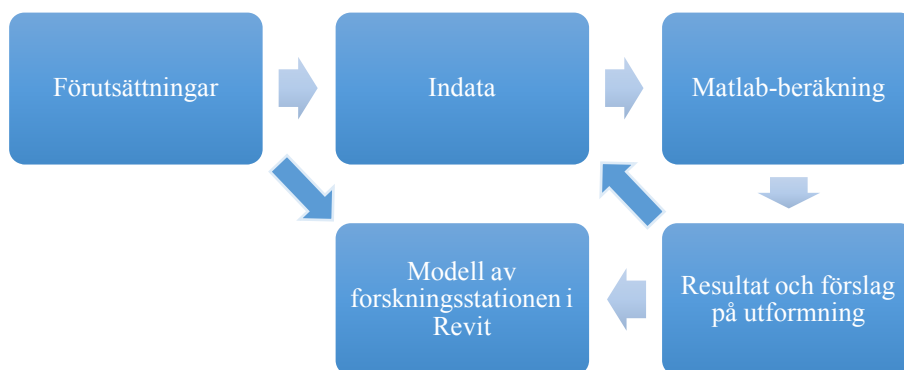 Förutsättningar
Indata
Matlab-beräkning
Modell av
forskningsstationen i
Revit
Resultat och förslag
på utformning